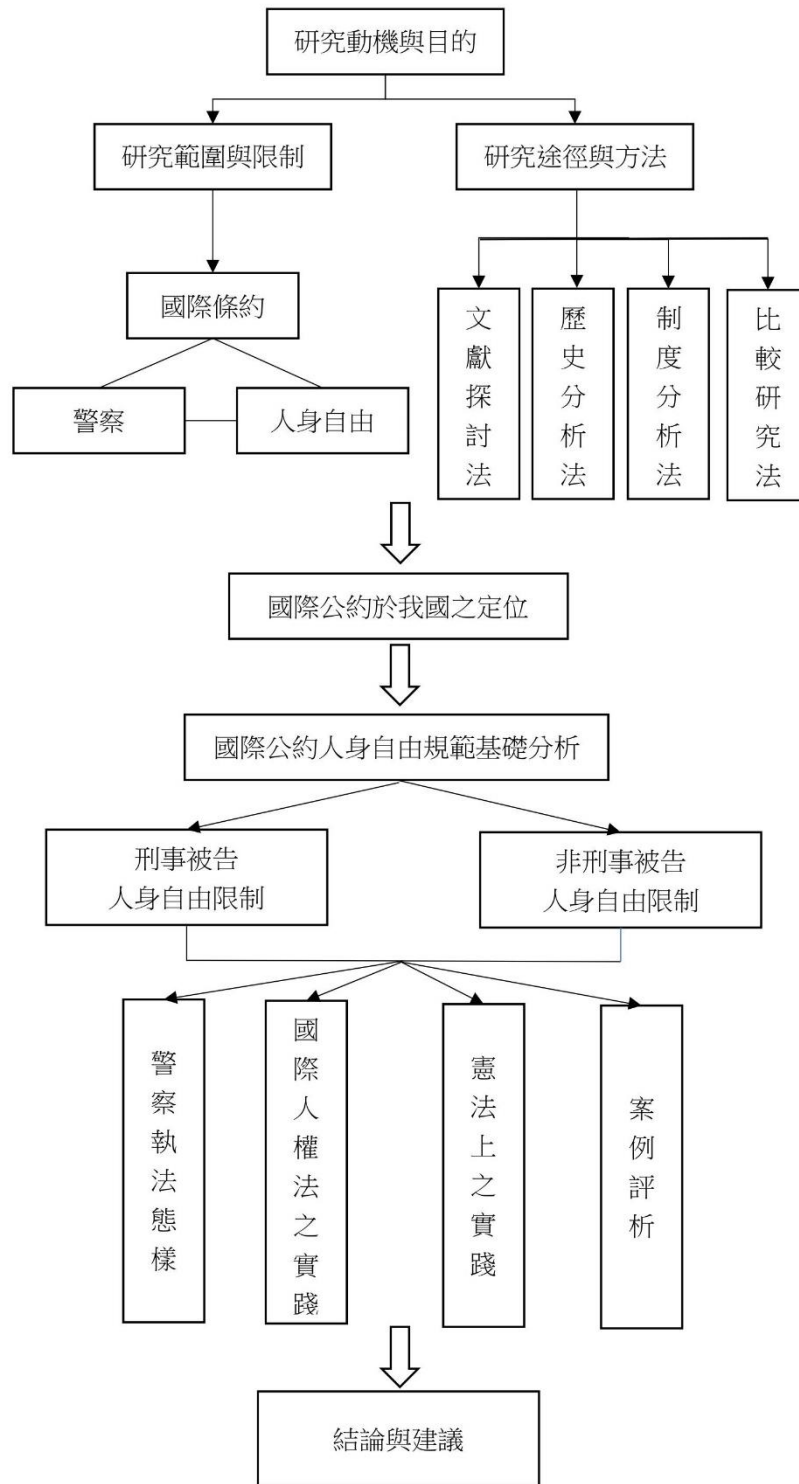 研究動機與目的
研究範圍與限制
研究途徑與方法
國際條約
警察
人身自由
文獻探討法
歷史分析法
制度分析法
比較研究法
國際公約於我國之定位
國際公約人身自由規範基礎分析
刑事被告
人身自由限制
非刑事被告
人身自由限制
警察執法態樣
國際人權法之實踐
憲法上之實踐
案例評析
結論與建議